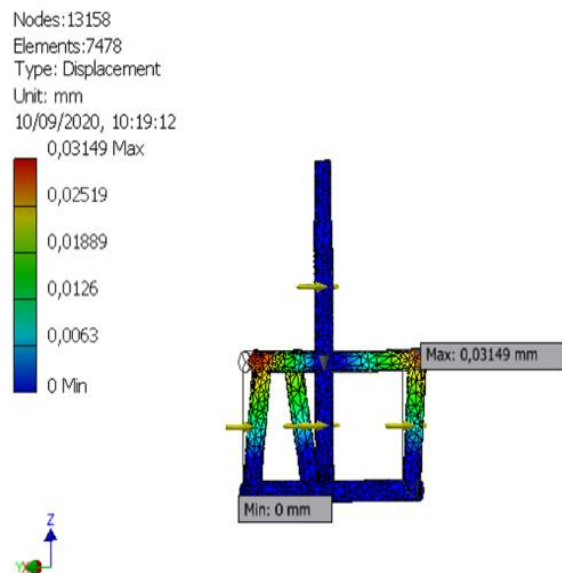 Nodes:13158
Elements:7478
Type: Displacement
Unit: mm
10/09/2020, 10:19:12
0,03149 Max
0,02519
0,01889
0,0126
0,0063
0 Min
Max: 0,03149 mm
Min: 0 mm
Z
YX